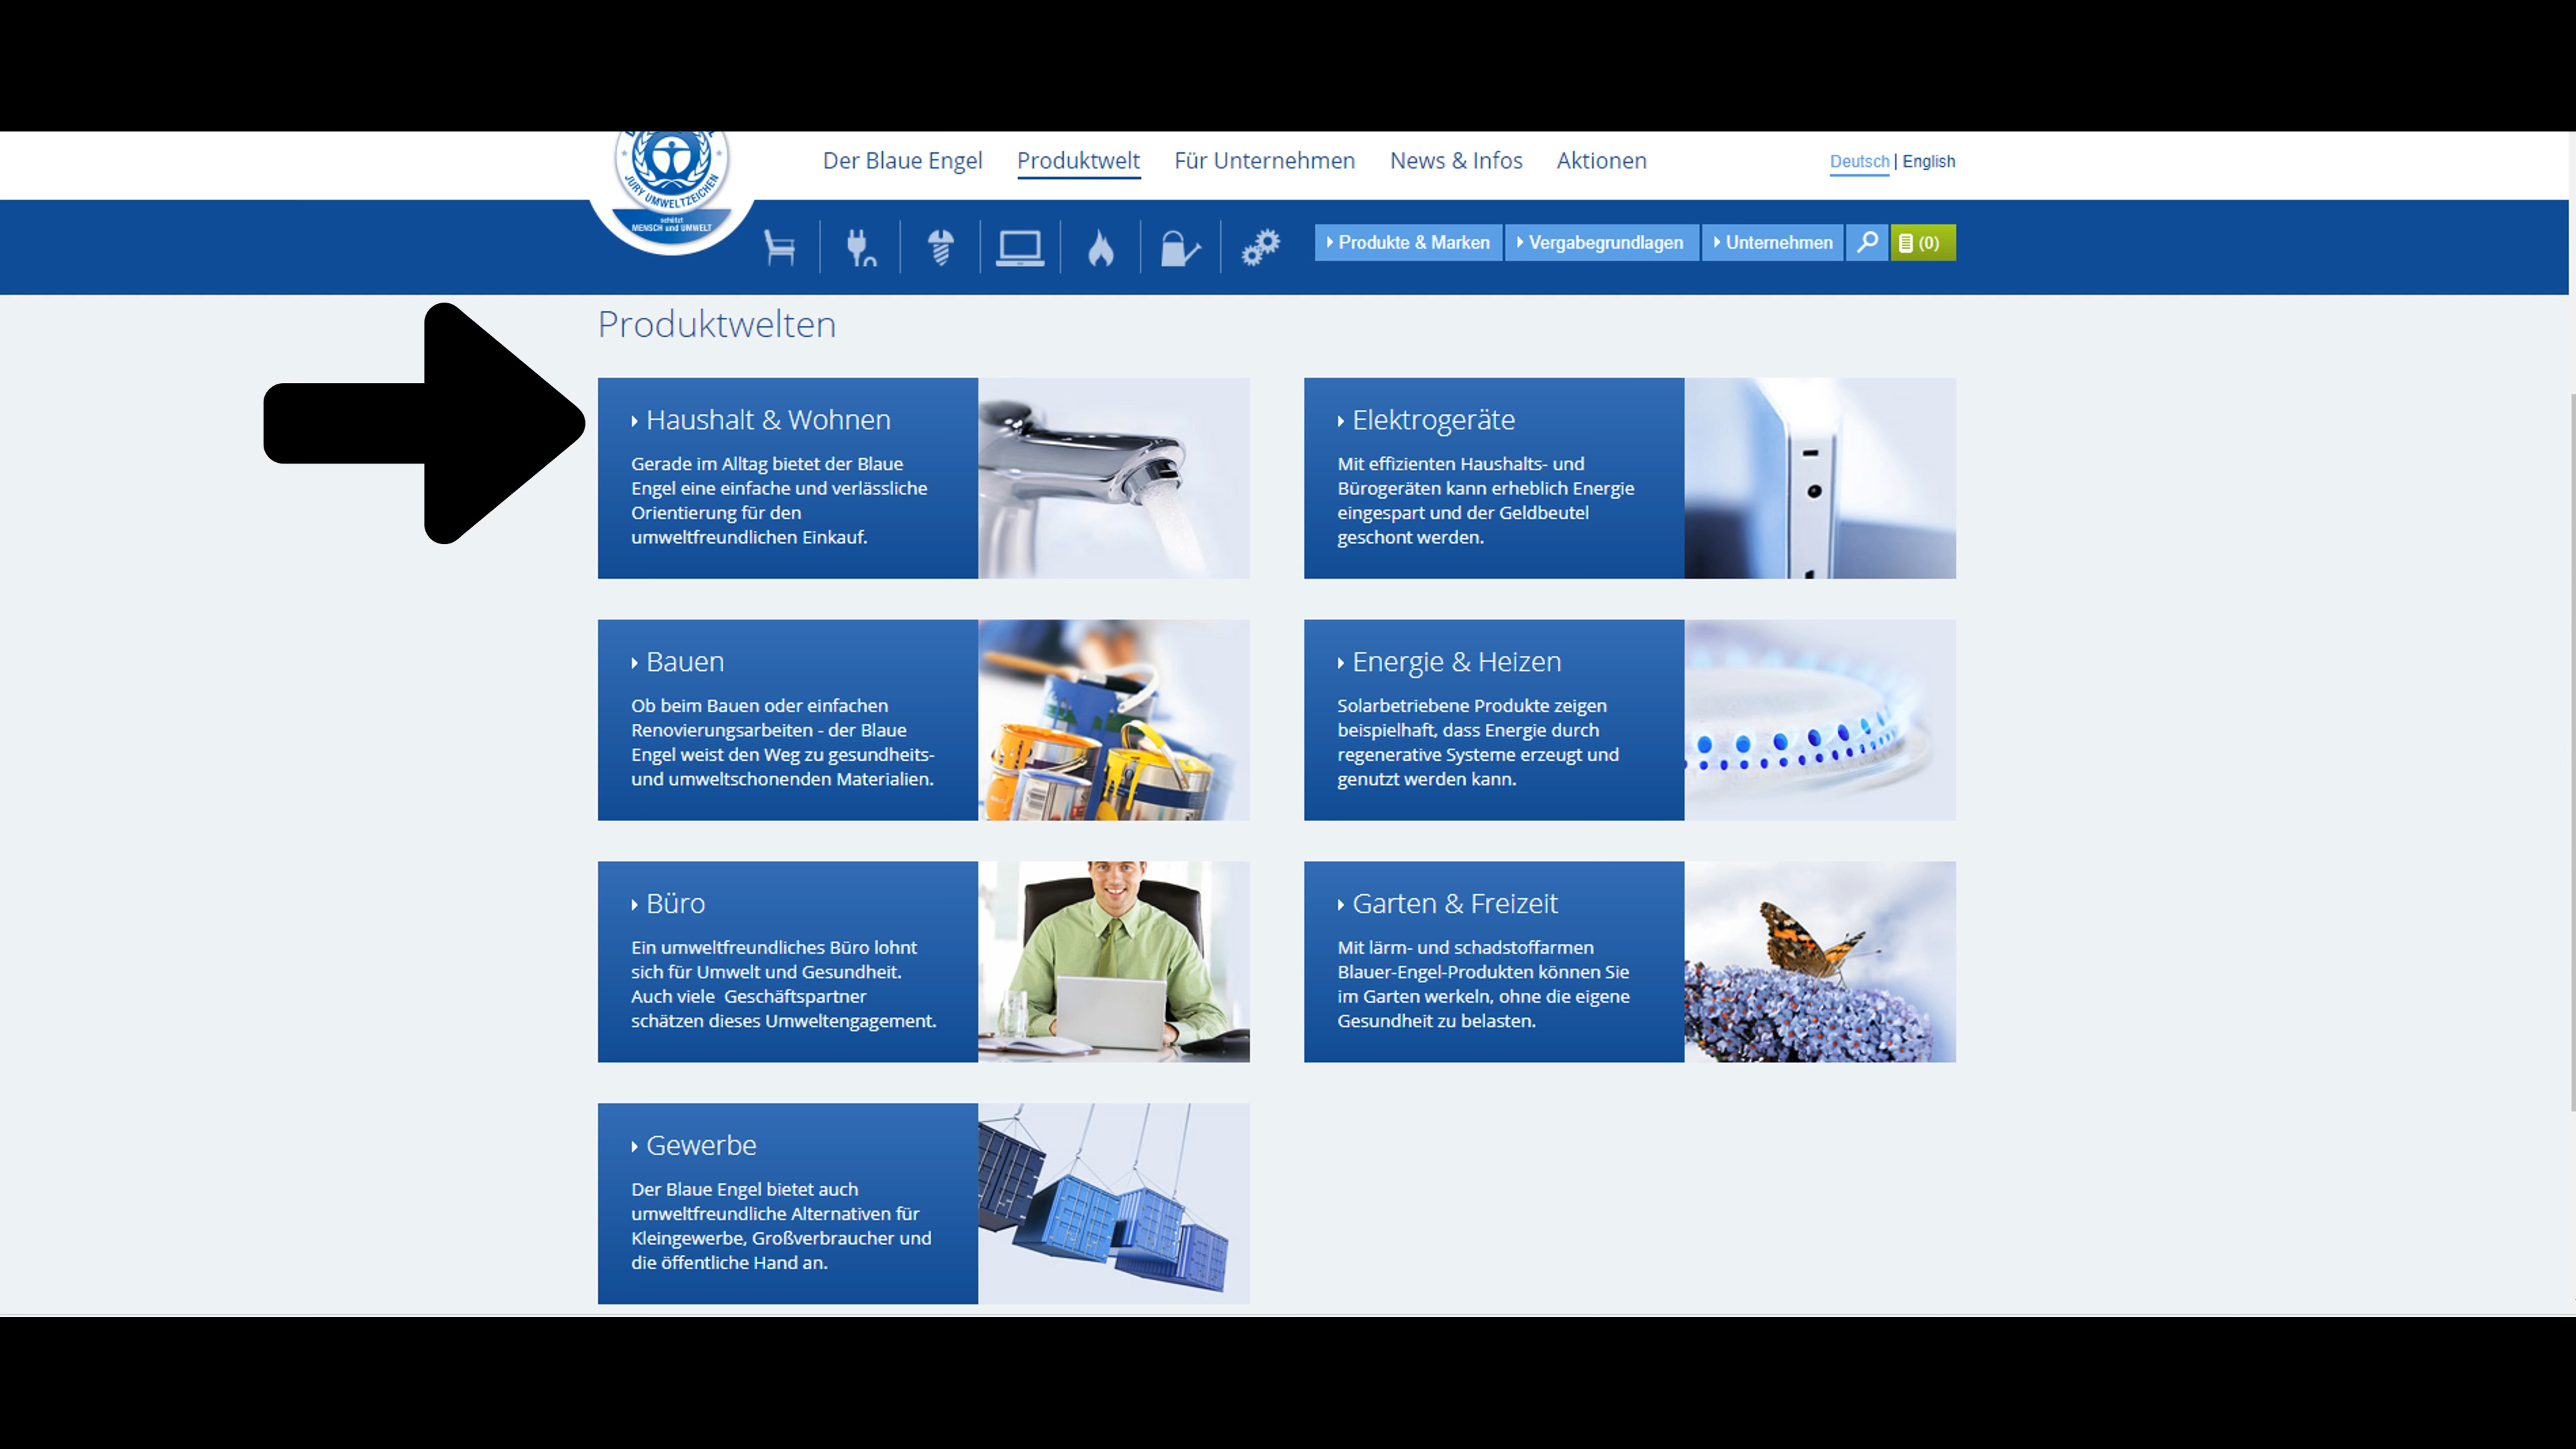 JURY UMWELTZEICHEN
schützt
MENSCH und UMWELT
Der Blaue Engel Produktwelt Für Unternehmen News & Infos Aktionen
Deutsch | English
Produkte & Marken Vergabegrundlagen Unternehmen (0)
Produktwelten
Haushalt & Wohnen
Gerade im Alltag bietet der Blaue
Engel eine einfache und verlässliche
Orientierung für den
umweltfreundlichen Einkauf.
Elektrogeräte
Mit effizienten Haushalts- und
Bürogeräten kann erheblich Energie
eingespart und der Geldbeutel
geschont werden.
Bauen
Ob beim Bauen oder einfachen
Renovierungsarbeiten - der Blaue
Engel weist den Weg zu gesundheits-
und umweltschonenden Materialien.
Energie & Heizen
Solarbetriebene Produkte zeigen
beispielhaft, dass Energie durch
regenerative Systeme erzeugt und
genutzt werden kann.
Büro
Ein umweltfreundliches Büro lohnt
sich für Umwelt und Gesundheit.
Auch viele  Geschäftspartner
schätzen dieses Umweltengagement.
Garten & Freizeit
Mit lärm- und schadstoffarmen
Blauer-Engel-Produkten können Sie
im Garten werkeln, ohne die eigene
Gesundheit zu belasten.
Gewerbe
Der Blaue Engel bietet auch
umweltfreundliche Alternativen für
Kleingewerbe, Großverbraucher und
die öffentliche Hand an.